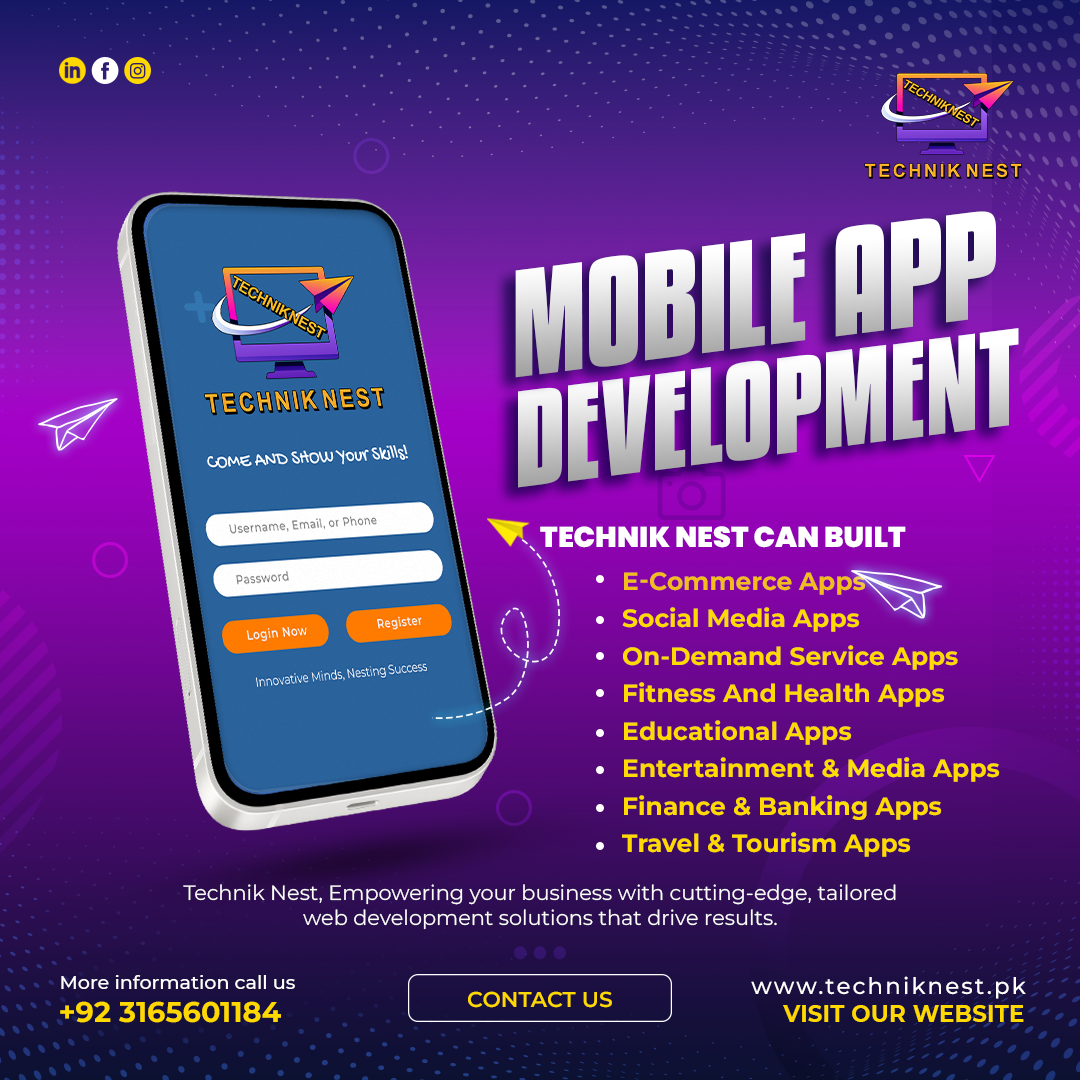 in f
TECHNIKNEST
TECHNIK NEST
MOBILE APP
DEVELOPMENT
TECHNIKNEST
TECHNIK NEST
COME AND SHOW Your Skills!
Username, Email, or Phone
Password
Login Now Register
Innovative Minds, Nesting Success
TECHNIK NEST CAN BUILT
• E-Commerce Apps
• Social Media Apps
• On-Demand Service Apps
• Fitness And Health Apps
• Educational Apps
• Entertainment & Media Apps
• Finance & Banking Apps
• Travel & Tourism Apps
Technik Nest, Empowering your business with cutting-edge, tailored
web development solutions that drive results.
More information call us
+92 3165601184
CONTACT US
www.techniknest.pk
VISIT OUR WEBSITE